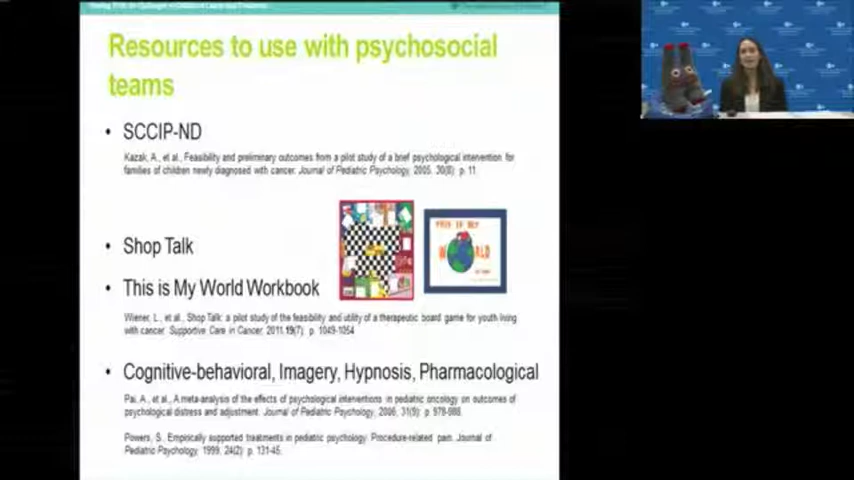 Resources to use with psychosocial
teams
• SCCIP-ND
Kazak, A., et al., Feasibility and preliminary outcomes from a pilot study of a brief psychological intervention for
families of children newly diagnosed with cancer. Journal of Pediatric Psychology, 2005. 30(8): p. 11.
• Shop Talk
THIS IS MY
WORLD
• This is My World Workbook
Wiener, L., et al., Shop Talk: a pilot study of the feasibility and utility of a therapeutic board game for youth living
with cancer. Supportive Care in Cancer, 2011. 19(7): p. 1049-1054
• Cognitive-behavioral, Imagery, Hypnosis, Pharmacological
Pai, A., et al., A meta-analysis of the effects of psychological interventions in pediatric oncology on outcomes of
psychological distress and adjustment. Journal of Pediatric Psychology, 2006. 31(9): p. 978-988.
Powers, S., Empirically supported treatments in pediatric psychology: Procedure-related pain. Journal of
Pediatric Psychology, 1999. 24(2): p. 131-45.